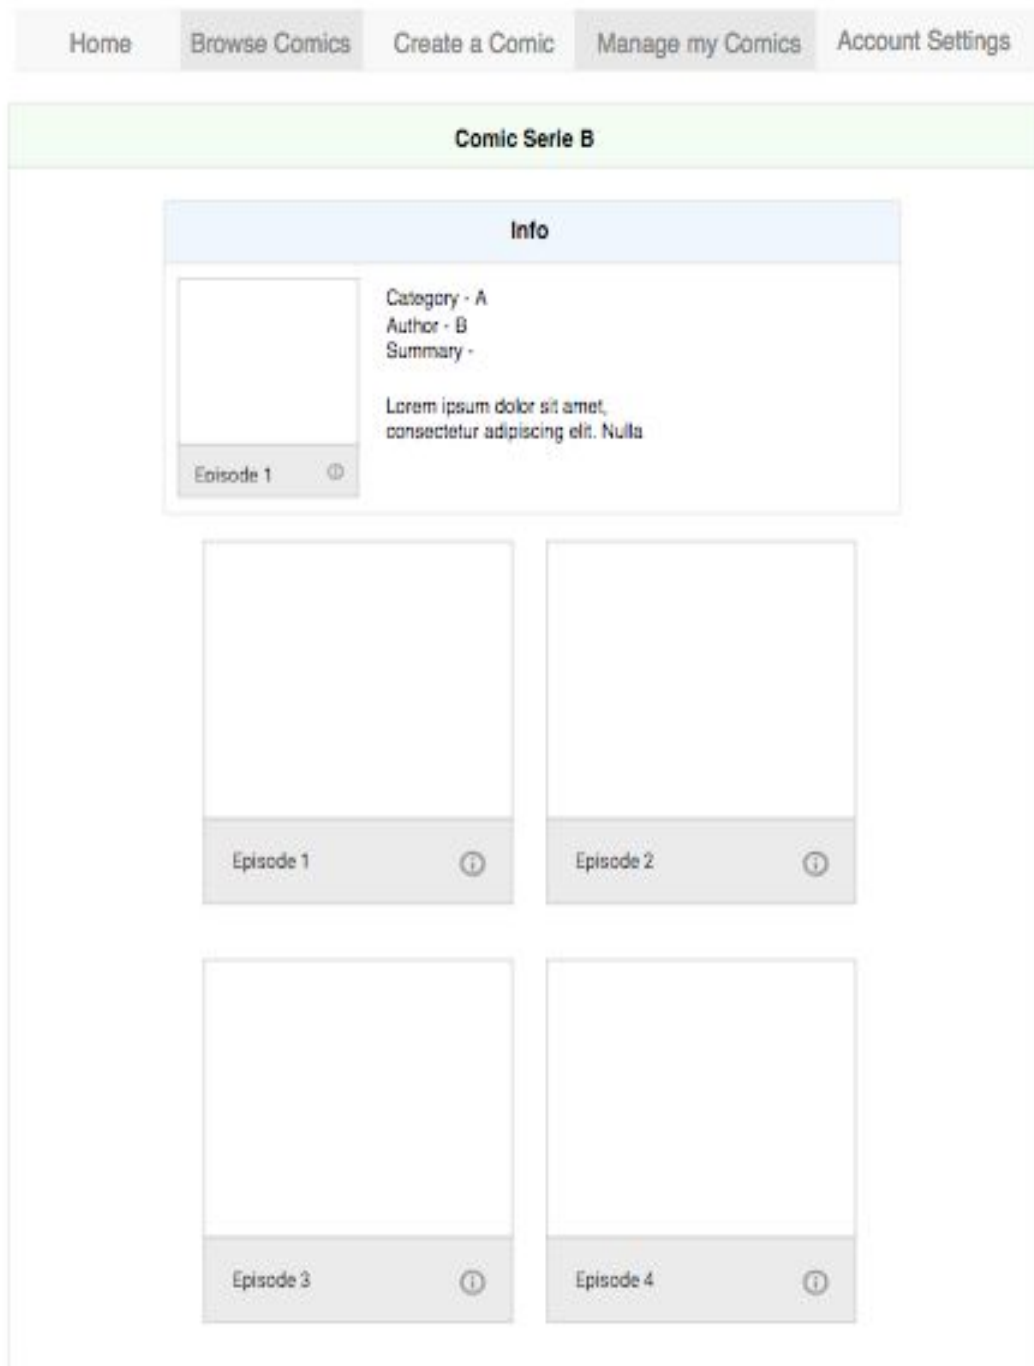 Home Browse Comics Create a Comic Manage my Comics Account Settings
Comic Serie B
Info
Category - A
Author - B
Summary -
Lorem ipsum dolor sit amet,
consectetur adipiscing elit. Nulla
Episode 1
Episode 1 Episode 2
Episode 3 Episode 4